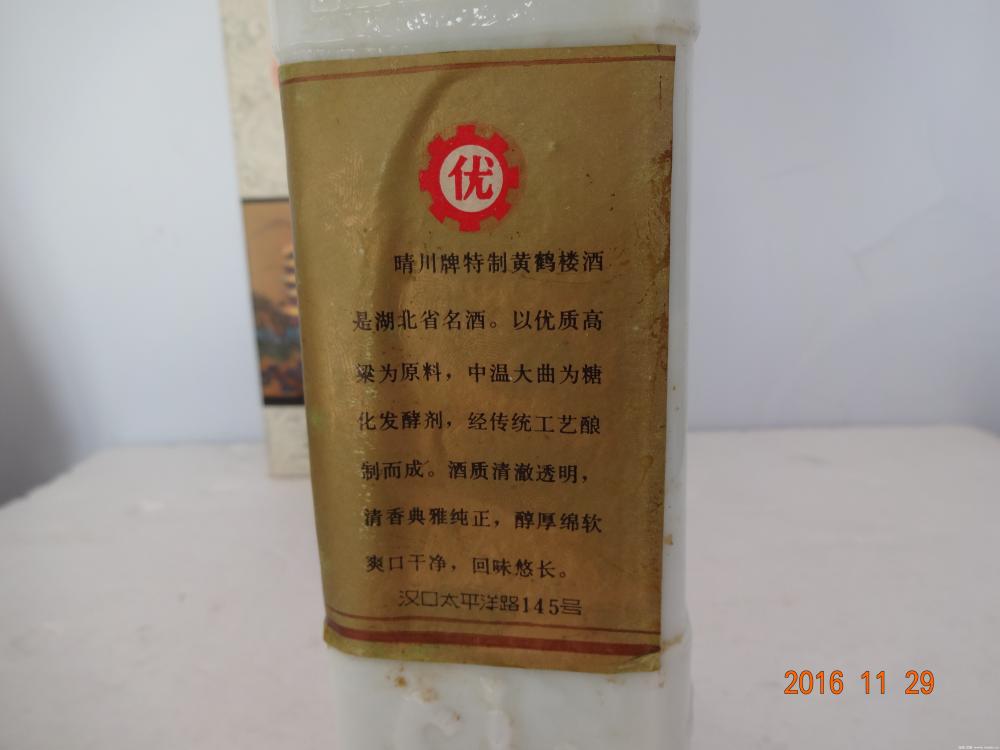 优
晴川牌特制黄鹤楼酒
是湖北省名酒。以优质高
粱为原料，中温大曲为糖
化发酵剂，经传统工艺酿
制而成。酒质清澈透明，
清香典雅纯正，醇厚绵软
爽口干净，回味悠长。
汉口太平洋路145号
2016 11 29